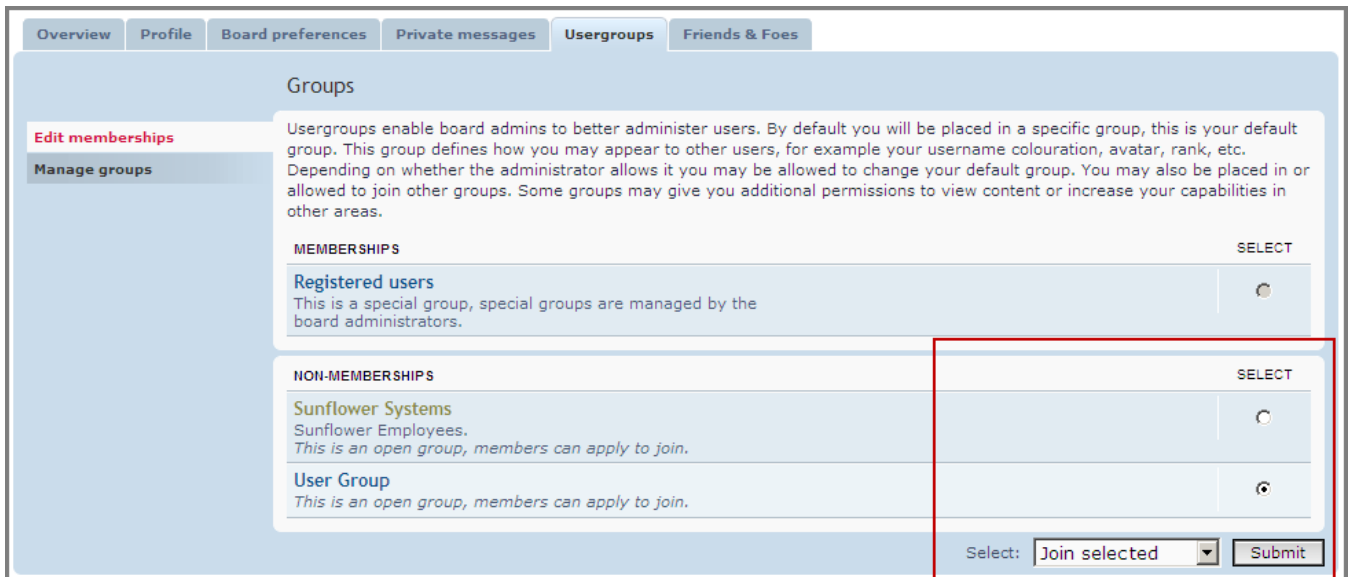 Overview Profile Board preferences Private messages Usergroups Friends & Foes
Groups
Edit memberships
Manage groups
Usergroups enable board admins to better administer users. By default you will be placed in a specific group, this is your default
group. This group defines how you may appear to other users, for example your username colouration, avatar, rank, etc.
Depending on whether the administrator allows it you may be allowed to change your default group. You may also be placed in or
allowed to join other groups. Some groups may give you additional permissions to view content or increase your capabilities in
other areas.
MEMBERSHIPS SELECT
Registered users
This is a special group, special groups are managed by the
board administrators.
NON-MEMBERSHIPS SELECT
Sunflower Systems
Sunflower Employees.
This is an open group, members can apply to join.
User Group
This is an open group, members can apply to join.
Select: Join selected Submit